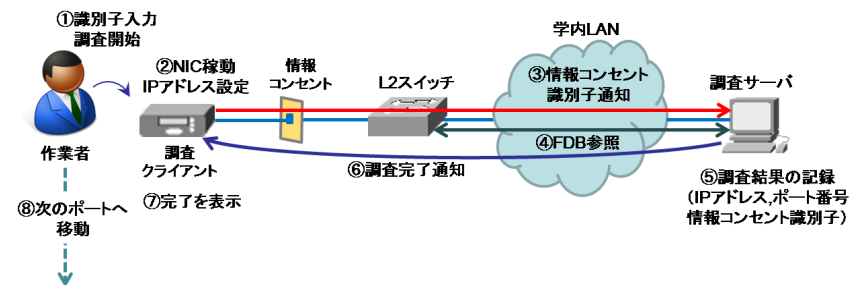 ①識別子入力
調査開始
②NIC稼動
IPアドレス設定
情報
コンセント
L2スイッチ
学内LAN
③情報コンセント
識別子通知
調査サーバ
④FDB参照
作業者
調査
クライアント
⑥調査完了通知
⑤調査結果の記録
(IPアドレス,ポート番号
情報コンセント識別子)
⑦完了を表示
⑧次のポートへ
移動